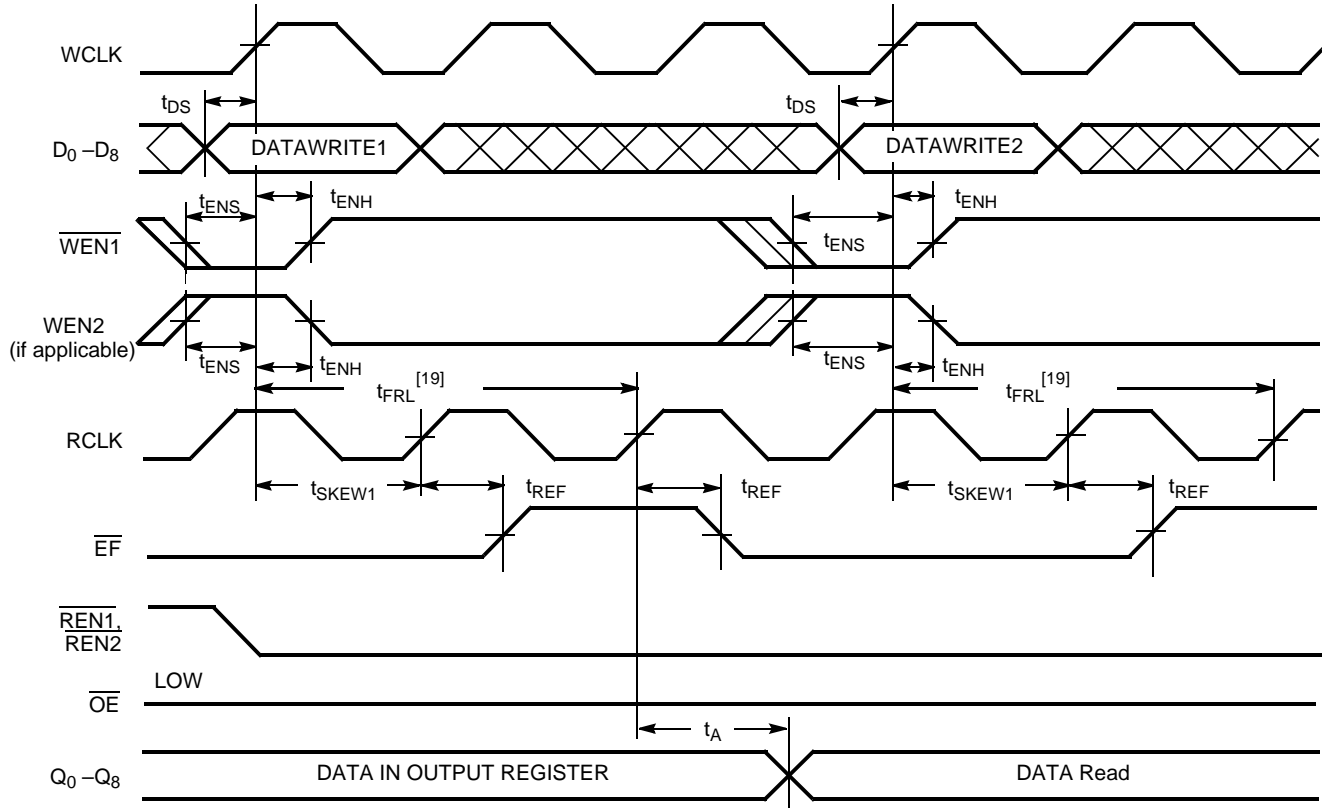 WCLK
tDS
tDS
D0 –D8
DATAWRITE1
DATAWRITE2
tENS
tENH
tENH
WEN1
tENS
WEN2
(if applicable)
tENS
tENH
tENS
tENH
tFRL[19]
tFRL[19]
RCLK
tSKEW1
tREF
tREF
tSKEW1
tREF
EF
REN1,
REN2
LOW
OE
tA
Q0 –Q8
DATA IN OUTPUT REGISTER
DATA Read